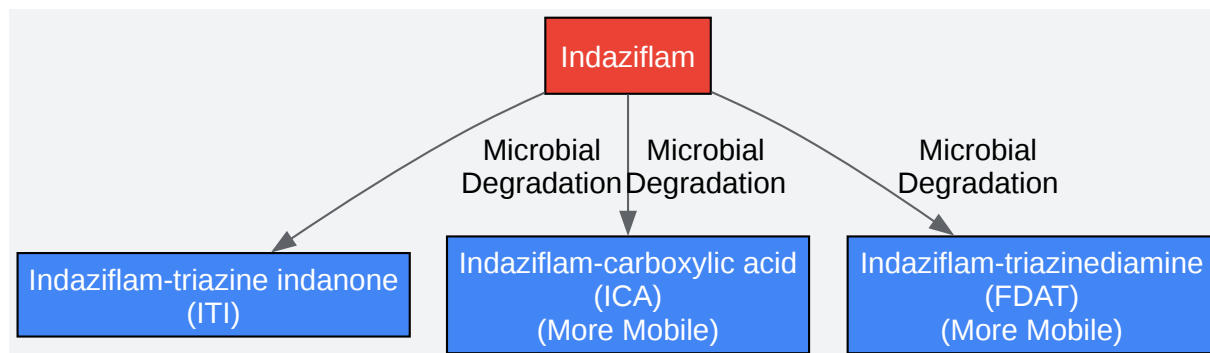 Indaziflam
Microbial
Degradation
Microbial
Degradation
Microbial
Degradation
Indaziflam-triazine indanone
(ITI)
Indaziflam-carboxylic acid
(ICA)
(More Mobile)
Indaziflam-triazinediamine
(FDAT)
(More Mobile)